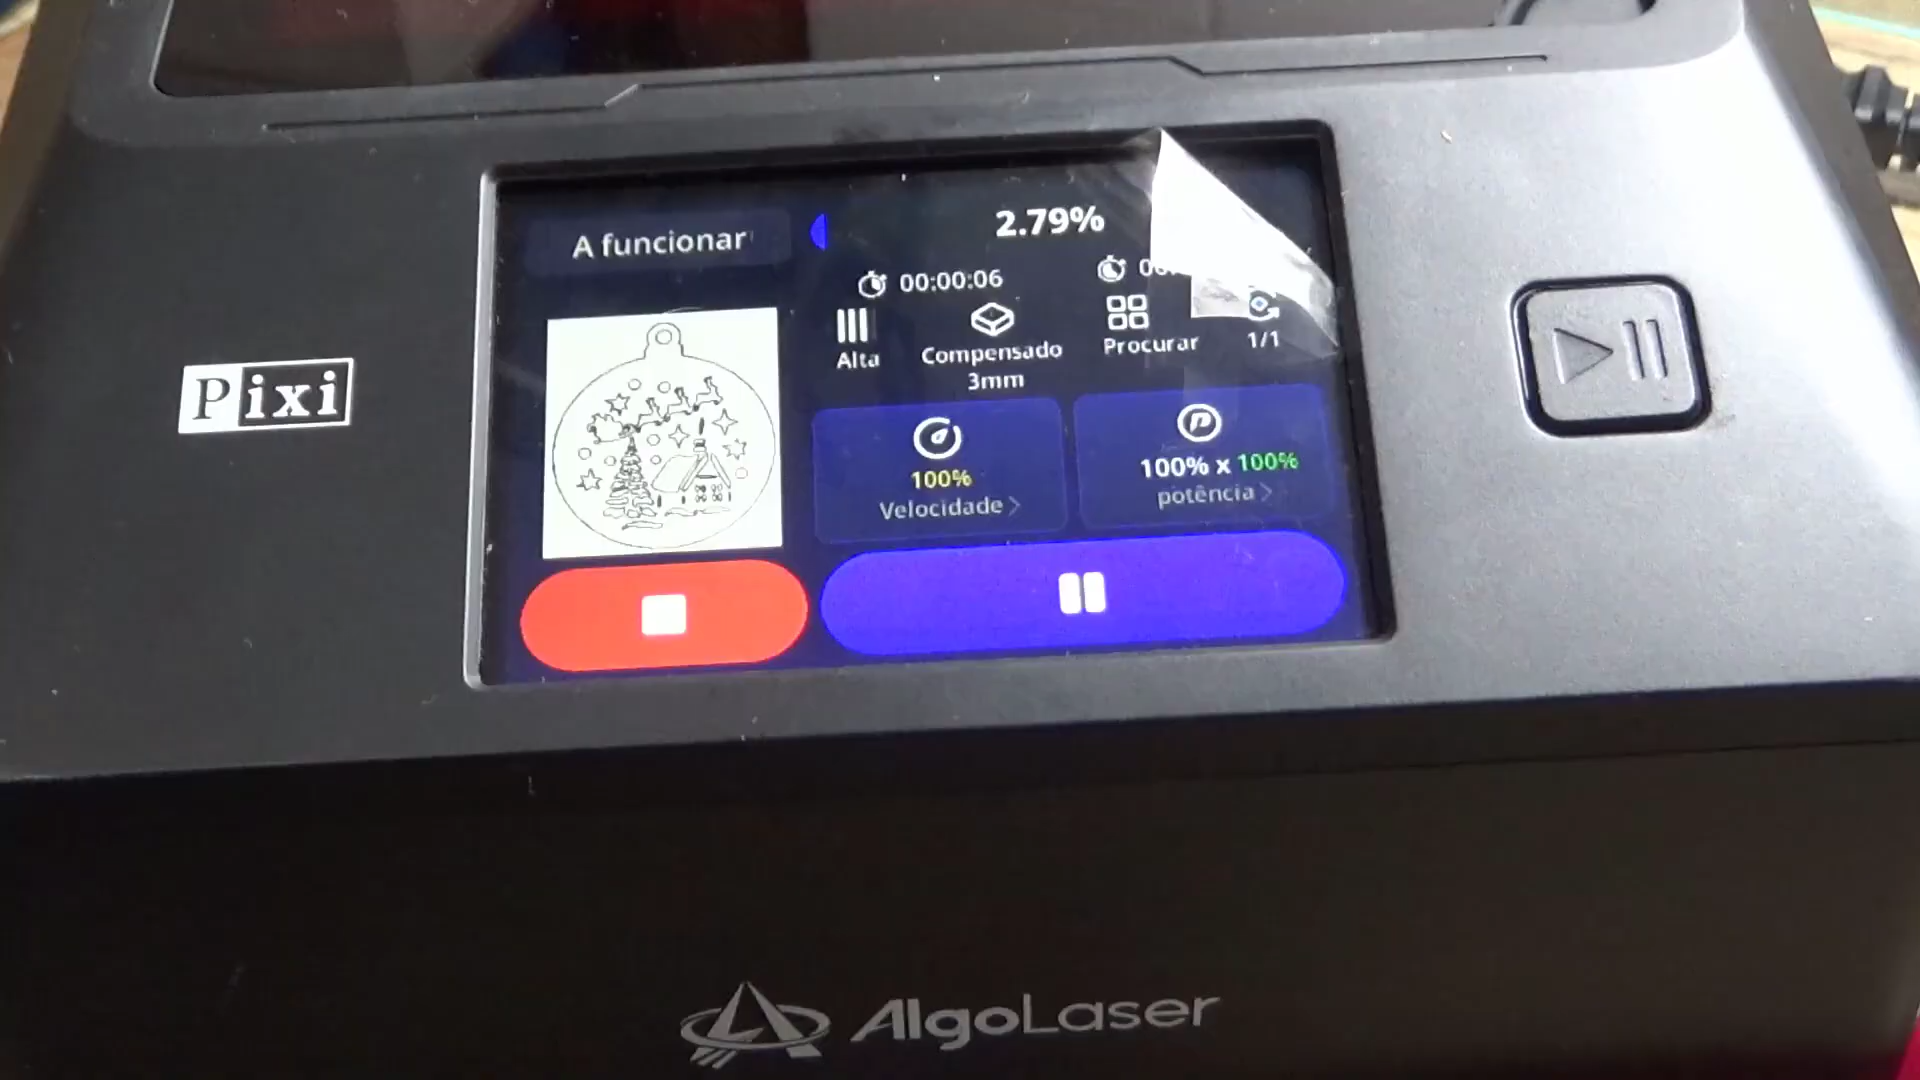 A funcionar
2.79%
00:00:06
Alta
Compensado
3mm
Procurar
1/1
Pixi
100%
Velocidade
100% x 100%
potência
AlgoLaser